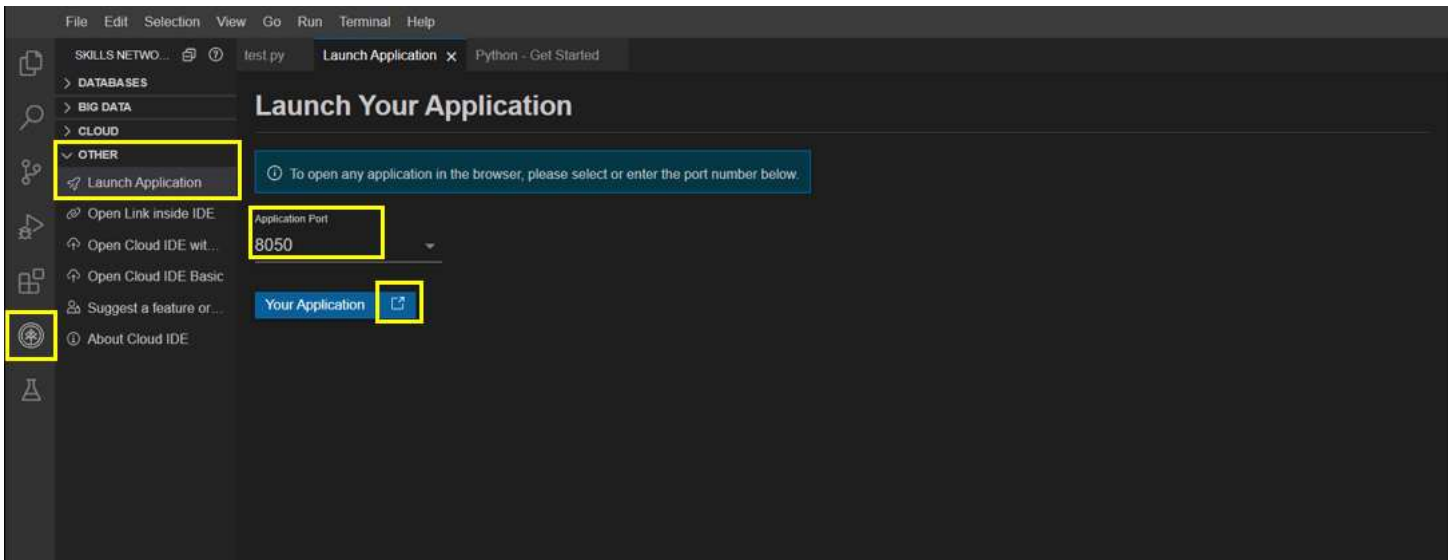 File Edit Selection View Go Run Terminal Help
SKILLS NETWO...
test.py Launch Application Python - Get Started
DATABASES
BIG DATA
CLOUD
OTHER
Launch Application
Open Link inside IDE
Open Cloud IDE wit...
Open Cloud IDE Basic
Suggest a feature or...
About Cloud IDE
Launch Your Application
To open any application in the browser, please select or enter the port number below.
Application Port
8050
Your Application